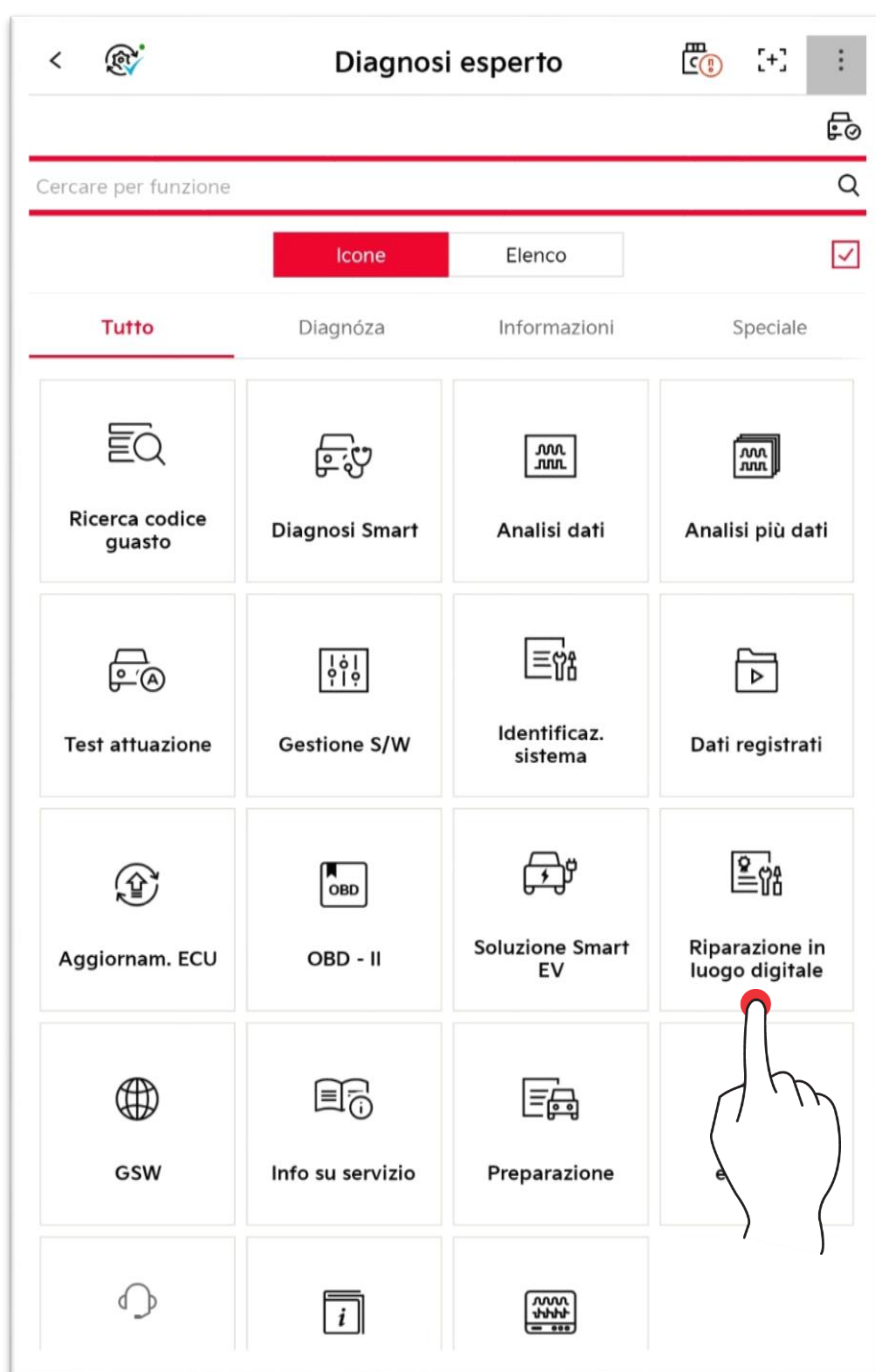 Diagnosi esperto
Cercare per funzione
Icone
Elenco
Tutto
Diagnóza
Informazioni
Speciale
Ricerca codice
guasto
Diagnosi Smart
Analisi dati
Analisi più dati
Test attuazione
Gestione S/W
Identificaz.
sistema
Dati registrati
Aggiornam. ECU
OBD
OBD - II
Soluzione Smart
EV
Riparazione in
luogo digitale
GSW
Info su servizio
Preparazione